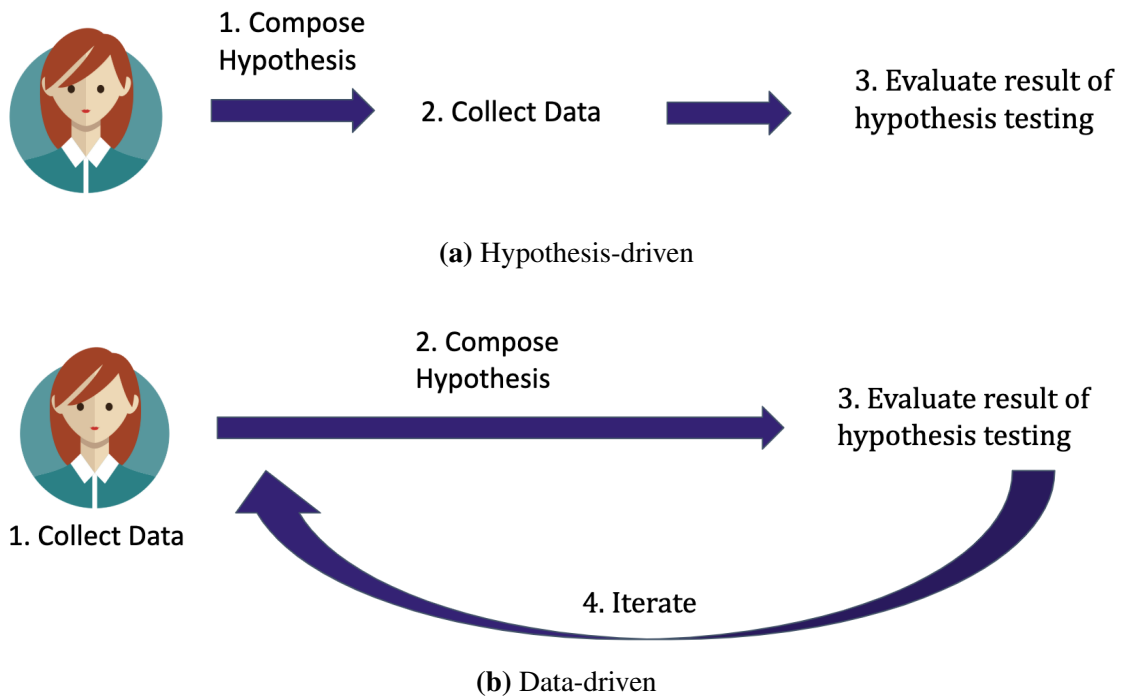 1. Compose
Hypothesis
2. Collect Data
3. Evaluate result of
hypothesis testing
(a) Hypothesis-driven
2. Compose
Hypothesis
3. Evaluate result of
hypothesis testing
1. Collect Data
4. Iterate
(b) Data-driven